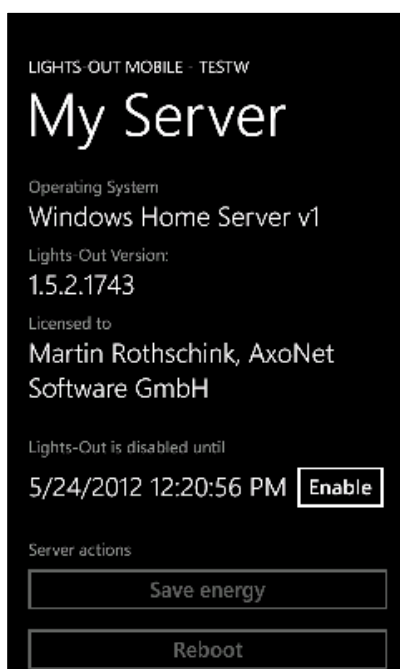 LIGHTS-OUT MOBILE - TESTW
My Server
Operating System
Windows Home Server v1
Lights-Out Version:
1.5.2.1743
Licensed to
Martin Rothschink, AxoNet
Software GmbH
Lights-Out is disabled until
5/24/2012 12:20:56 PM Enable
Server actions
Save energy
Reboot